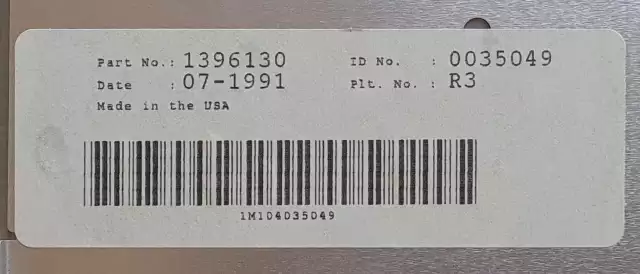 Part No.: 1396130 ID No. : 0035049
Date : 07-1991 Plt. No. : R3
Made in the USA
1M104035049